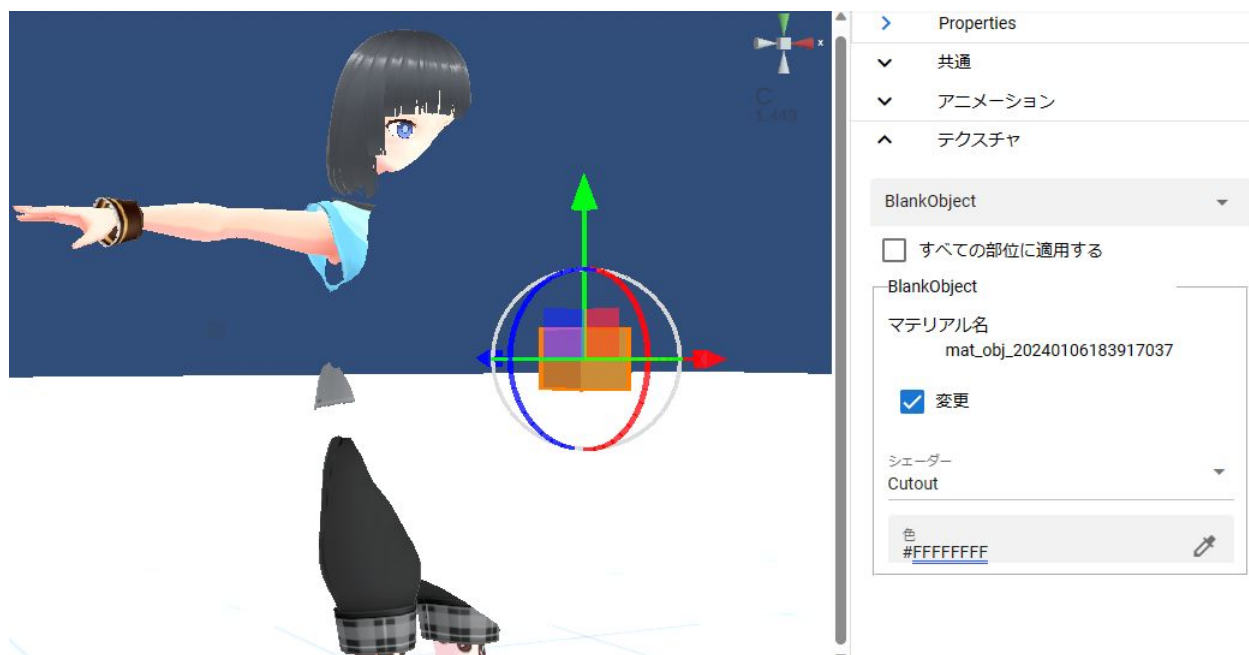 x
C
1.449
Properties
共通
アニメーション
テクスチャ
BlankObject
すべての部位に適用する
BlankObject
マテリアル名
mat_obj_20240106183917037
変更
シェーダー
Cutout
色
#FFFFFFFF